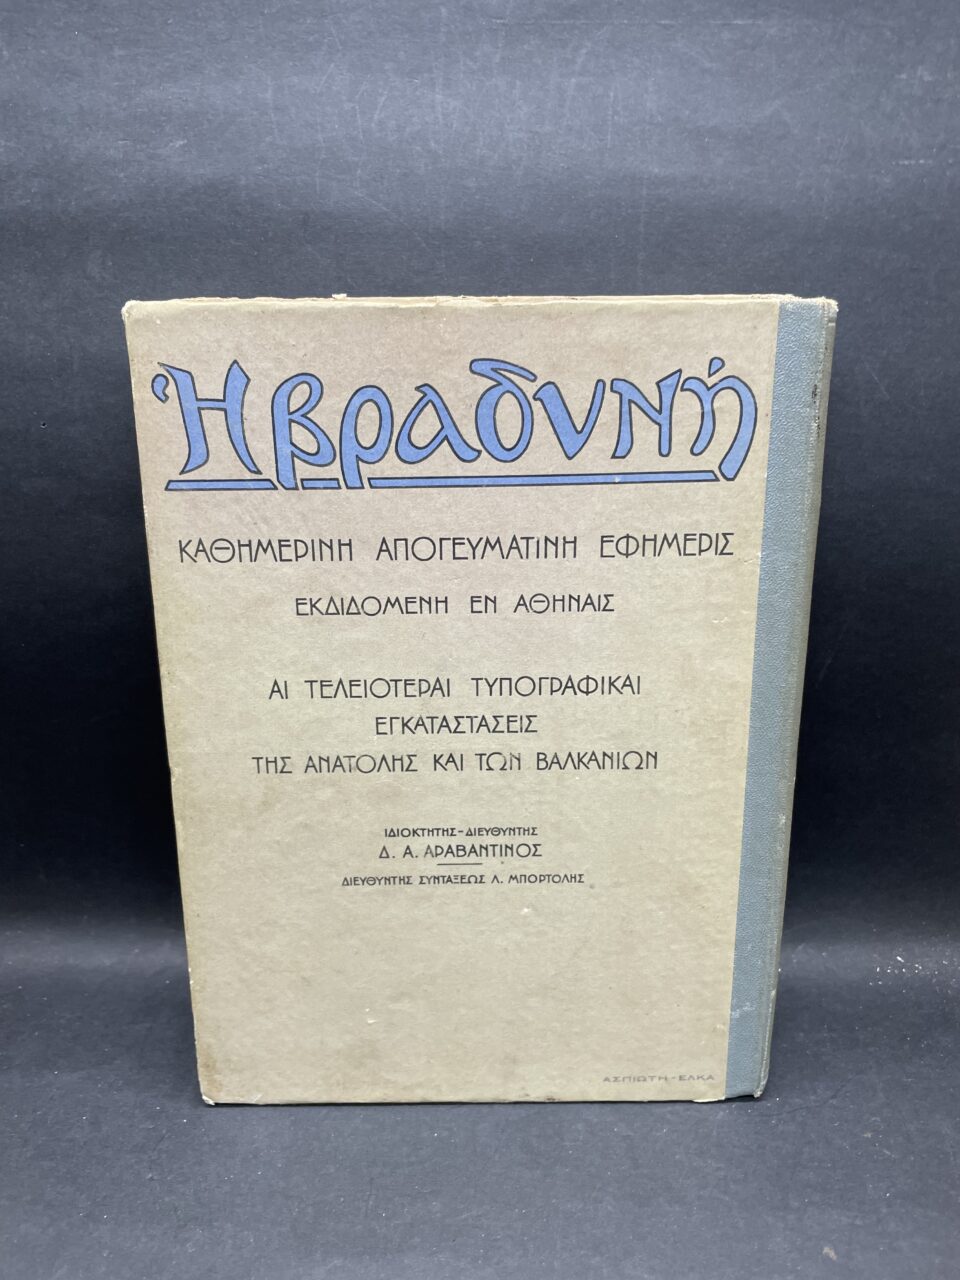 Ἡ Βραδυνή
ΚΑΘΗΜΕΡΙΝΗ ΑΠΟΓΕΥΜΑΤΙΝΗ ΕΦΗΜΕΡΙΣ
ΕΚΔΙΔΟΜΕΝΗ ΕΝ ΑΘΗΝΑΙΣ
ΑΙ ΤΕΛΕΙΟΤΕΡΑΙ ΤΥΠΟΓΡΑΦΙΚΑΙ
ΕΓΚΑΤΑΣΤΑΣΕΙΣ
ΤΗΣ ΑΝΑΤΟΛΗΣ ΚΑΙ ΤΩΝ ΒΑΛΚΑΝΙΩΝ
ΙΔΙΟΚΤΗΤΗΣ-ΔΙΕΥΘΥΝΤΗΣ
Δ. Α. ΑΡΑΒΑΝΤΙΝΟΣ
ΔΙΕΥΘΥΝΤΗΣ ΣΥΝΤΑΞΕΩΣ Λ. ΜΠΟΡΤΟΛΗΣ
ΑΣΠΙΩΤΗ-ΕΛΚΑ